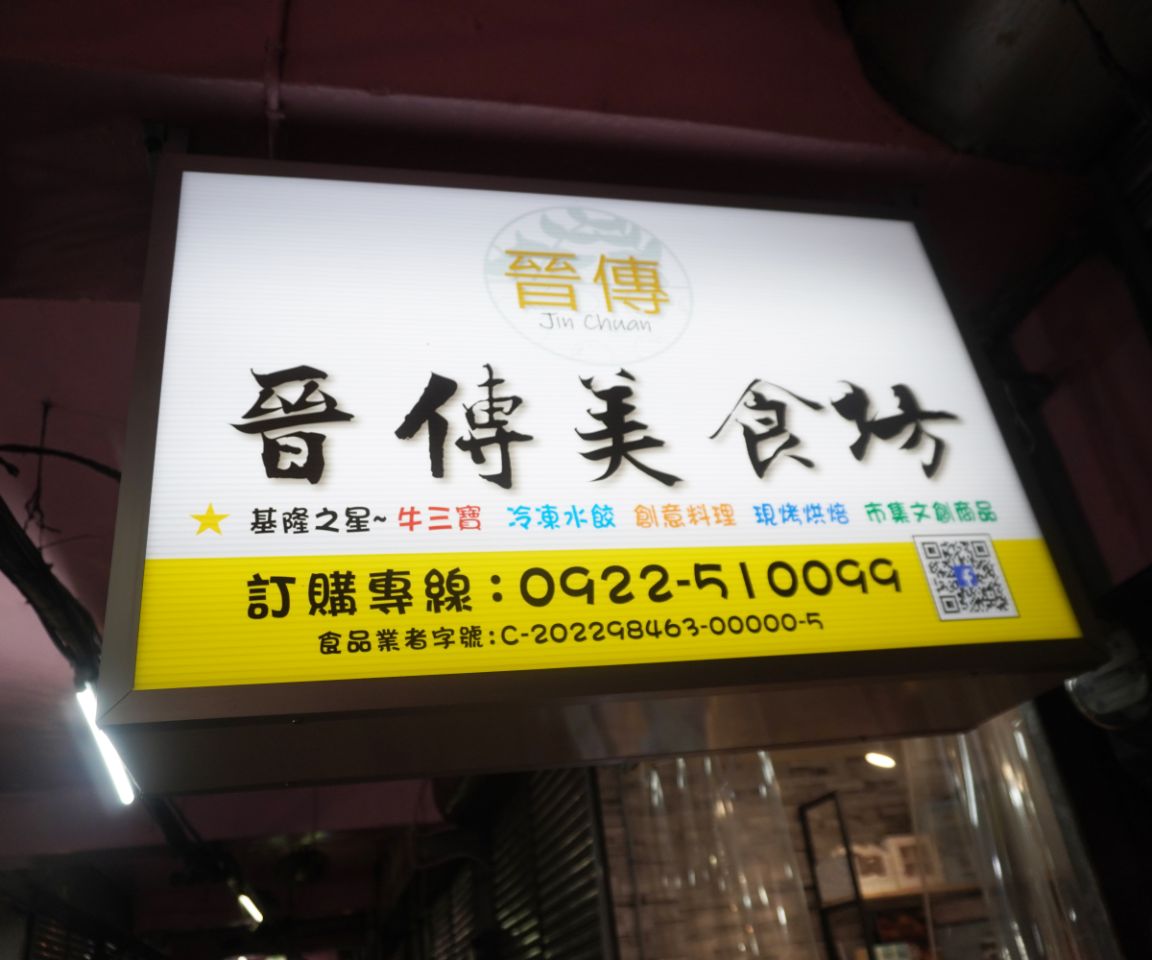 晉傳
Jin Chuan
晉傳美食坊
★基隆之星~牛三寶 冷凍水餃 創意料理 現烤烘焙 市集文創商品
訂購專線：0922-510099
食品業者字號：C-202298463-00000-5